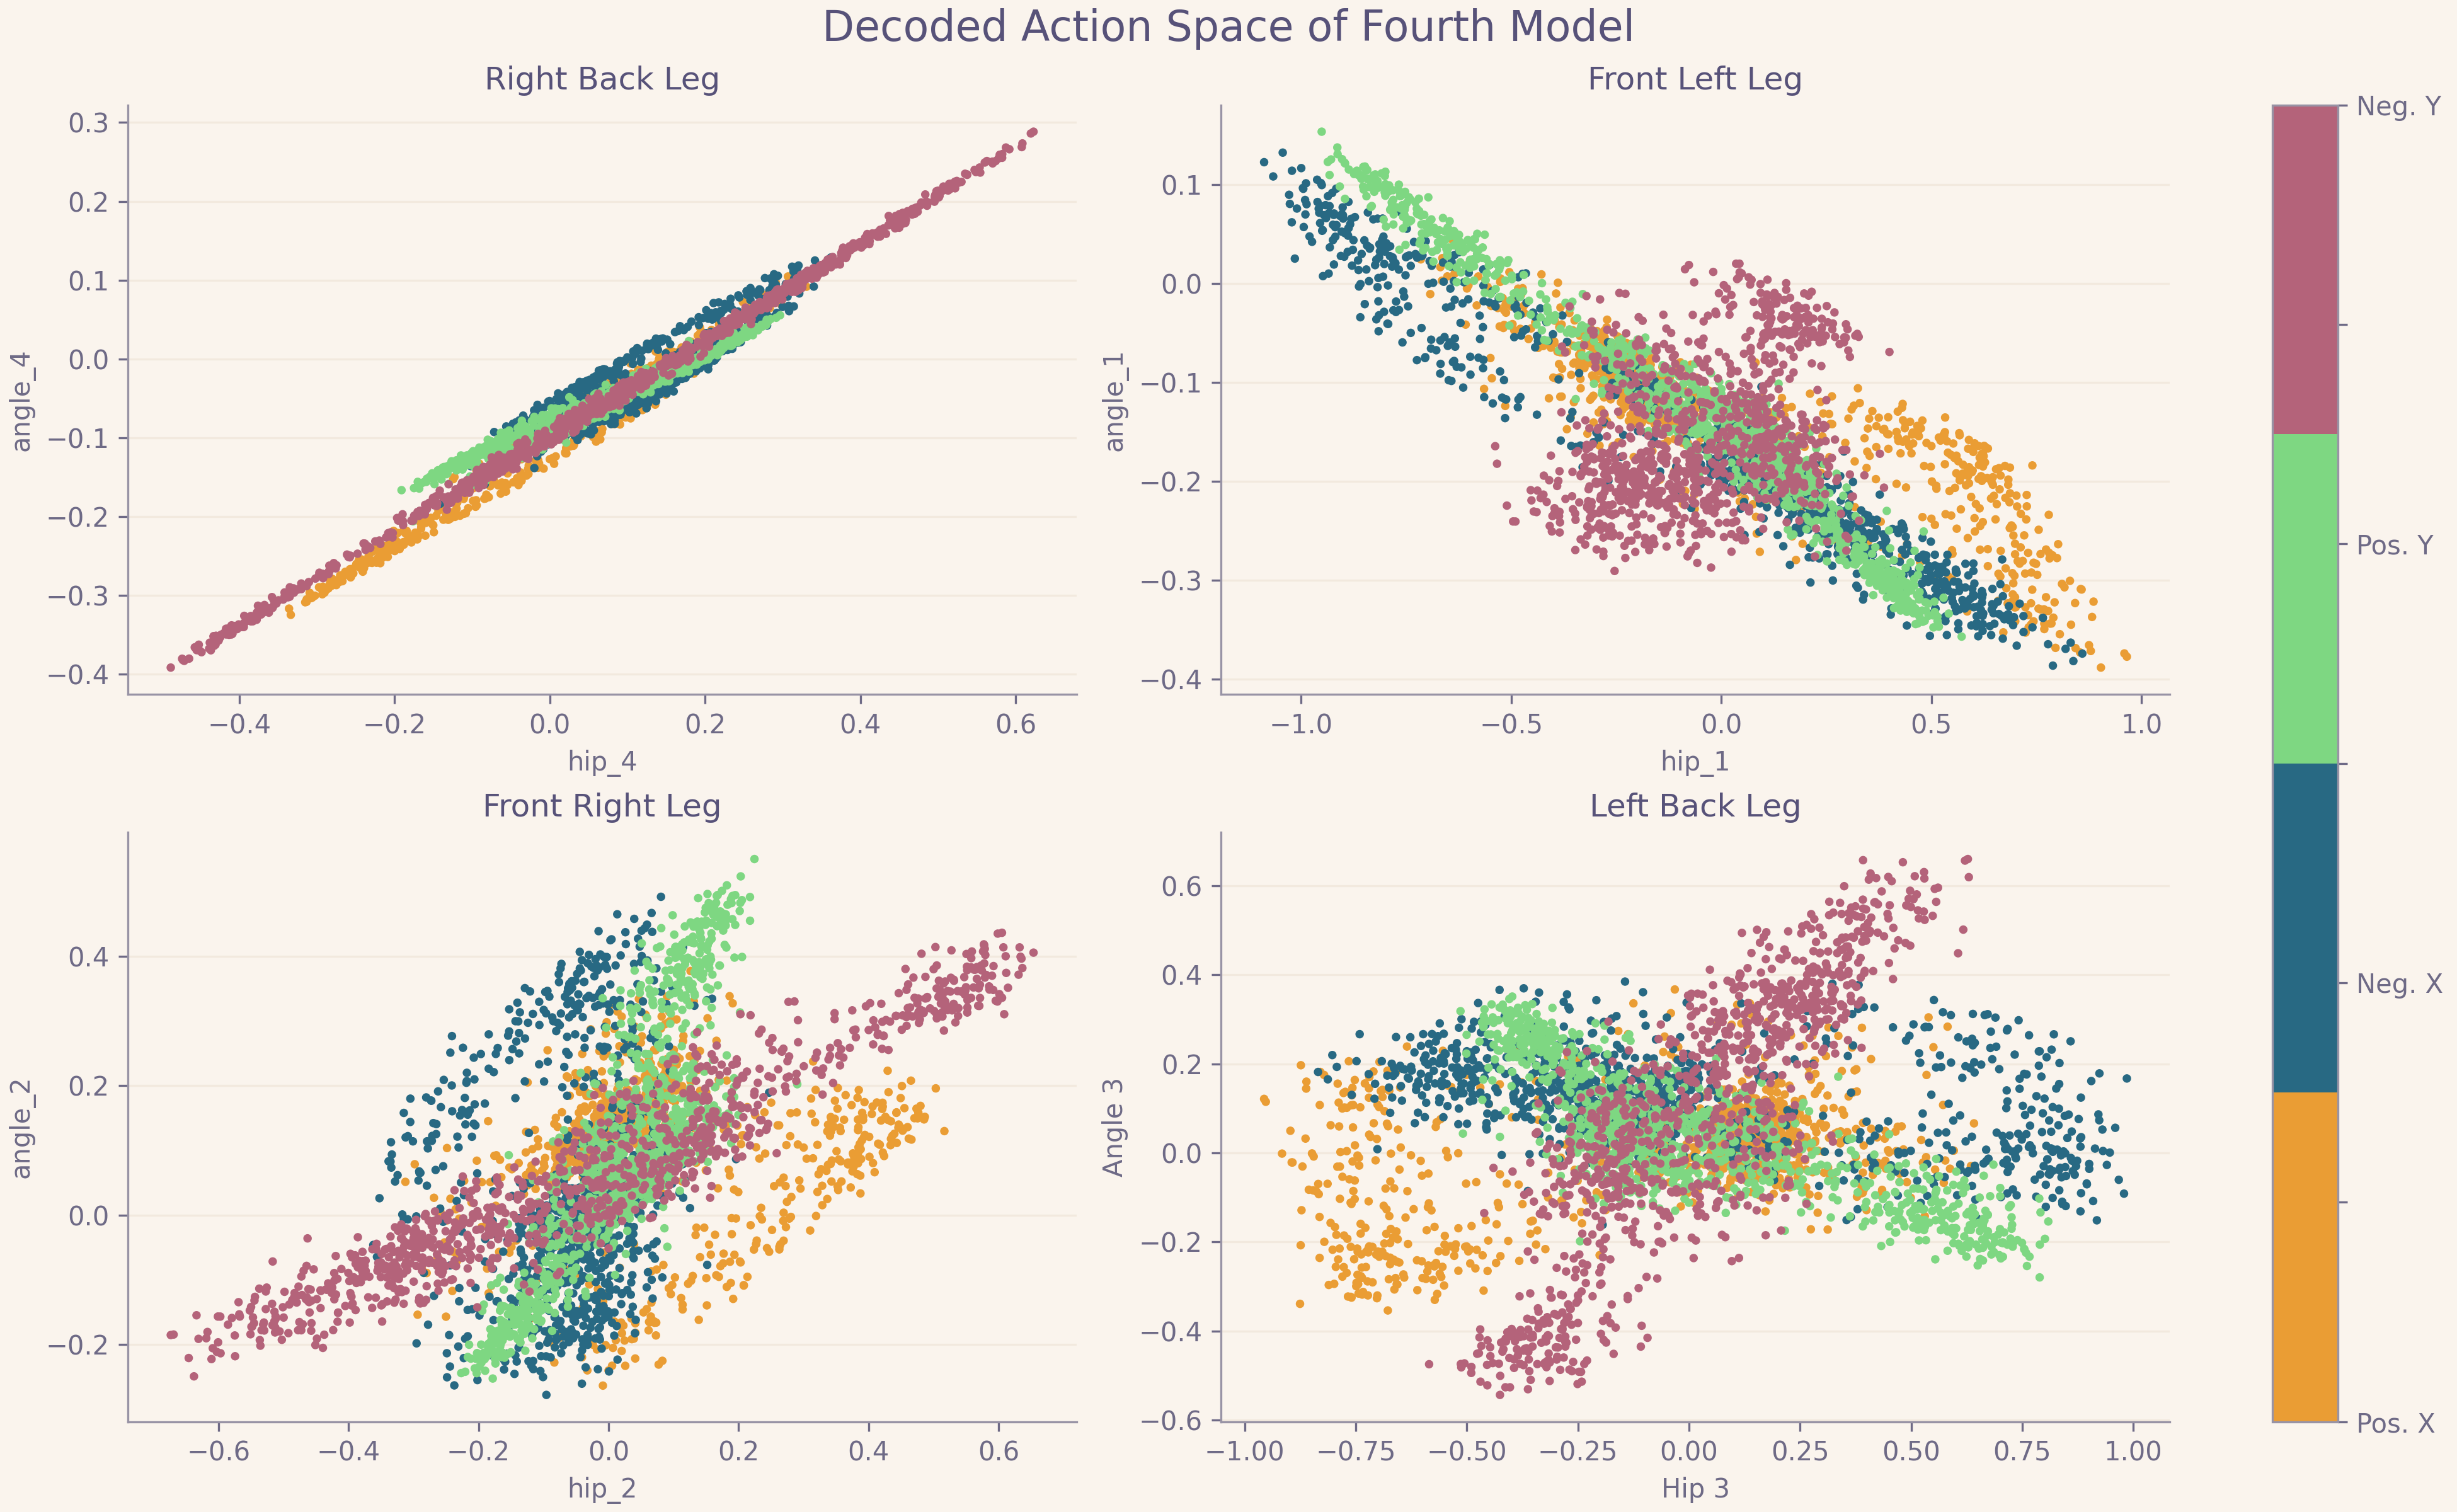 Decoded Action Space of Fourth Model
Right Back Leg
0.3
0.2
0.1
0.0
−0.1
−0.2
−0.3
−0.4
angle_4
−0.4 −0.2 0.0 0.2 0.4 0.6
hip_4
Front Left Leg
0.1
0.0
−0.1
−0.2
−0.3
−0.4
angle_1
−1.0 −0.5 0.0 0.5 1.0
hip_1
Front Right Leg
0.4
0.2
0.0
−0.2
angle_2
−0.6 −0.4 −0.2 0.0 0.2 0.4 0.6
hip_2
Left Back Leg
0.6
0.4
0.2
0.0
−0.2
−0.4
−0.6
Angle 3
−1.00 −0.75 −0.50 −0.25 0.00 0.25 0.50 0.75 1.00
Hip 3
Neg. Y
Pos. Y
Neg. X
Pos. X